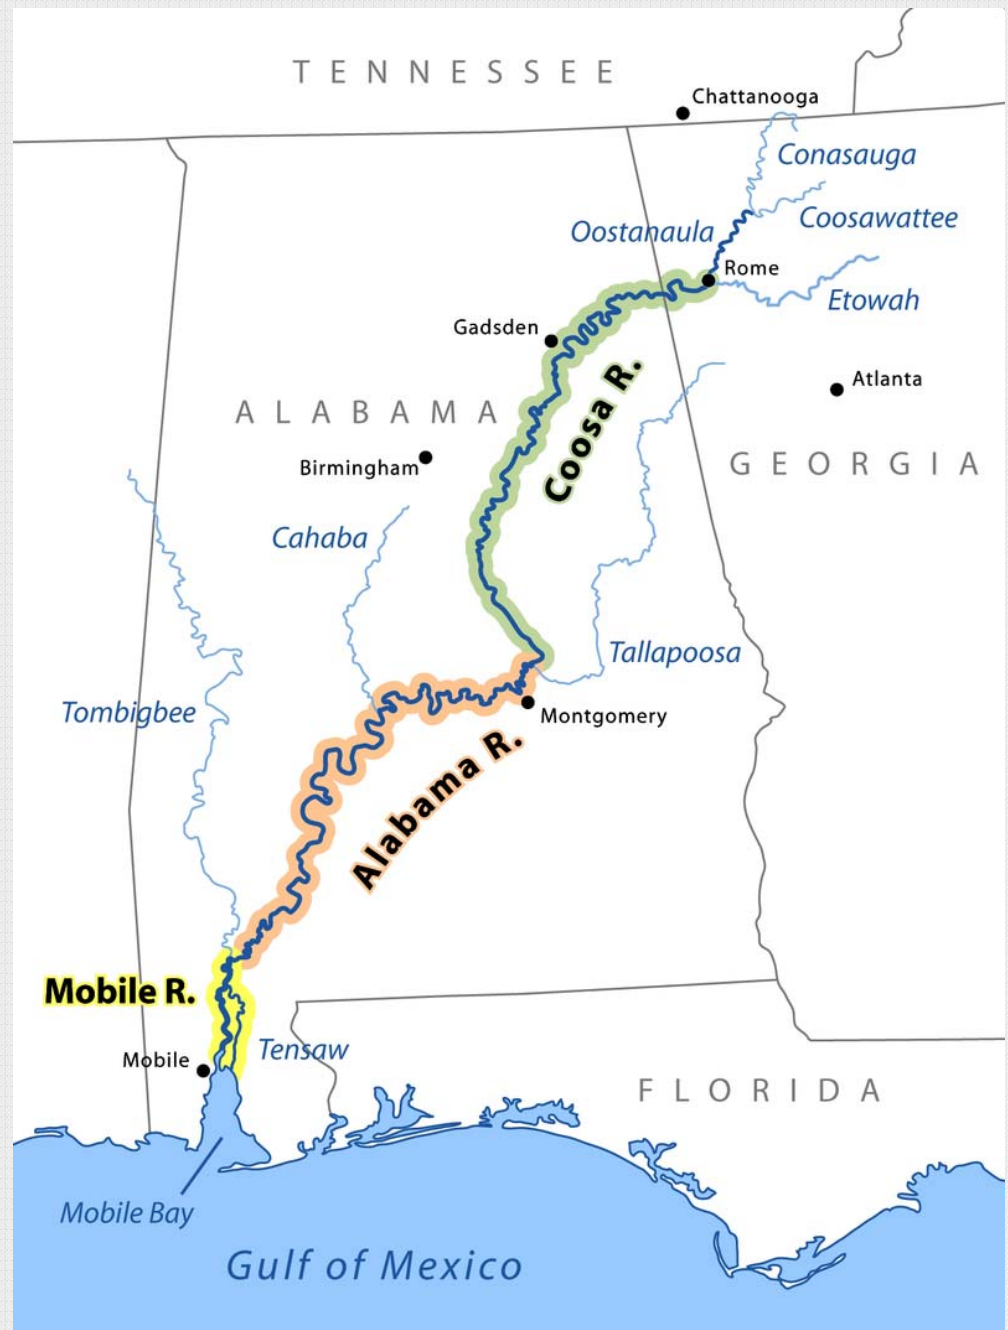 TENNESSEE
Chattanooga
Conasauga
Coosawattee
Oostanaula
Rome
Etowah
Gadsden
Coosa R.
Atlanta
ALABAMA
Birmingham
GEORGIA
Cahaba
Tallapoosa
Tombigbee
Montgomery
Alabama R.
Mobile R.
Tensaw
Mobile
FLORIDA
Mobile Bay
Gulf of Mexico